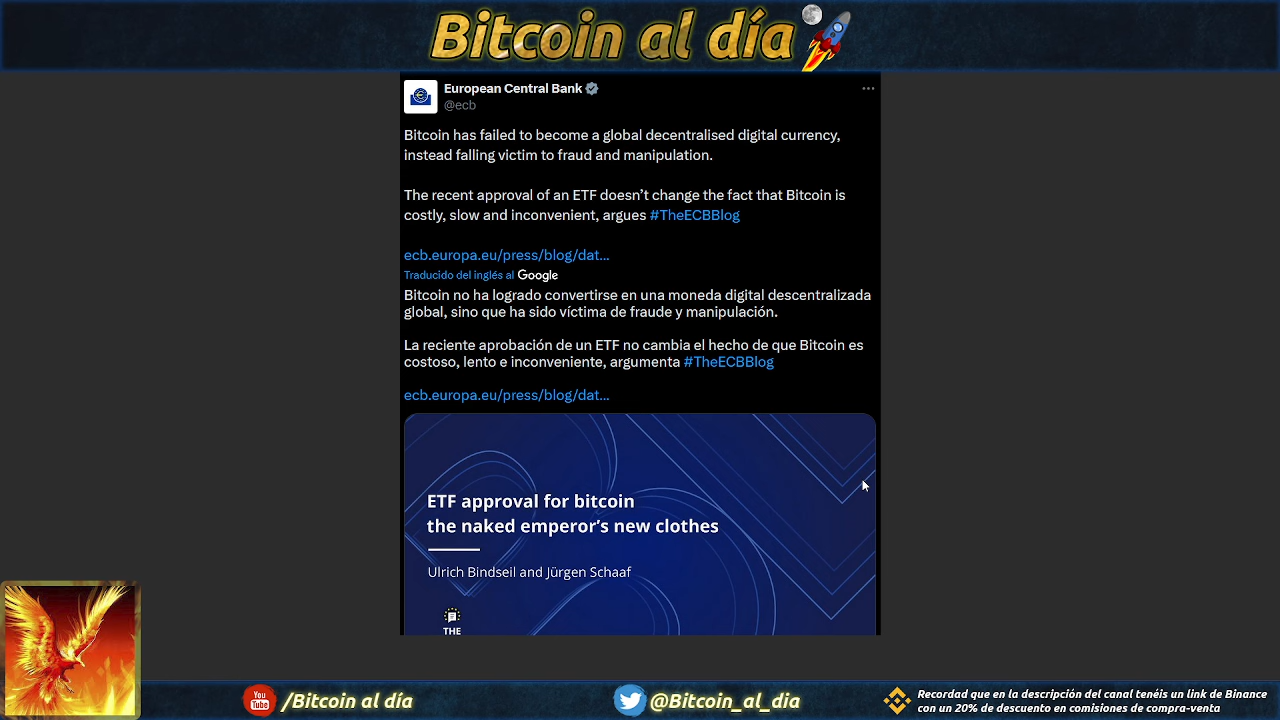 Bitcoin al día
European Central Bank
@ecb
Bitcoin has failed to become a global decentralised digital currency,
instead falling victim to fraud and manipulation.
The recent approval of an ETF doesn’t change the fact that Bitcoin is
costly, slow and inconvenient, argues #TheECBBlog
ecb.europa.eu/press/blog/dat...
Traducido del inglés al Google
Bitcoin no ha logrado convertirse en una moneda digital descentralizada
global, sino que ha sido víctima de fraude y manipulación.
La reciente aprobación de un ETF no cambia el hecho de que Bitcoin es
costoso, lento e inconveniente, argumenta #TheECBBlog
ecb.europa.eu/press/blog/dat...
ETF approval for bitcoin
the naked emperor’s new clothes
Ulrich Bindseil and Jürgen Schaaf
THE
You
Tube
/Bitcoin al día
@Bitcoin_al_dia
Recordad que en la descripción del canal tenéis un link de Binance
con un 20% de descuento en comisiones de compra-venta